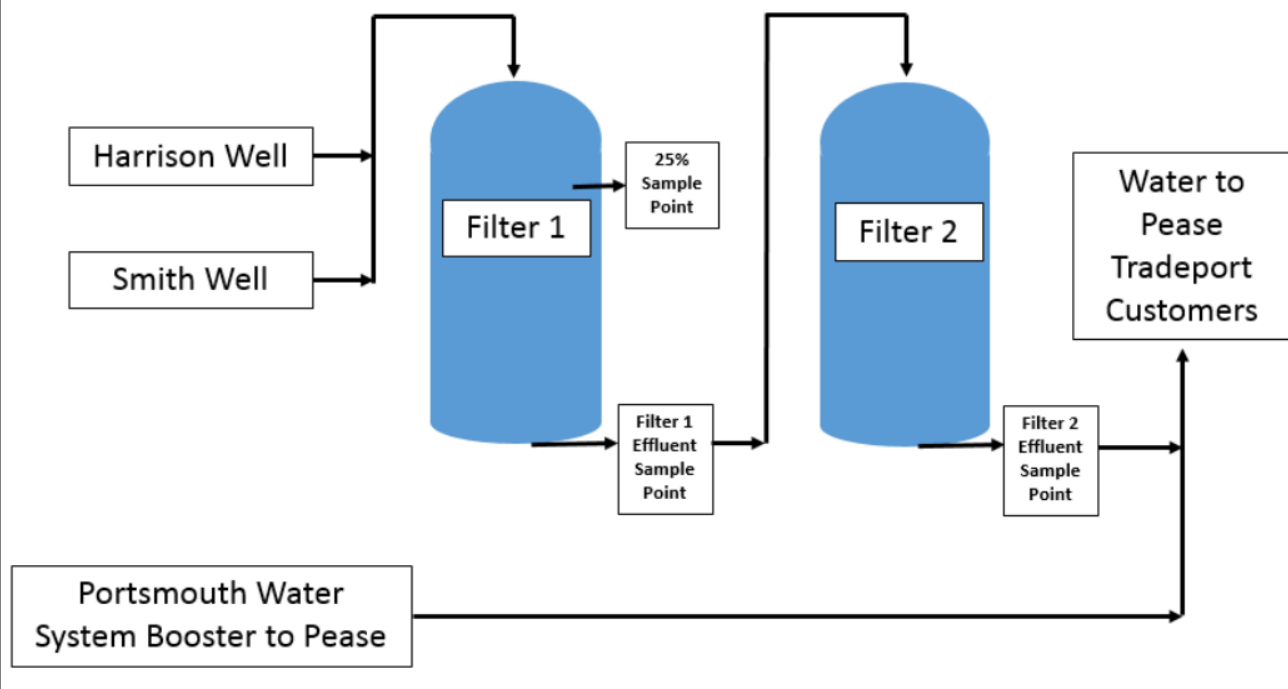 Harrison Well
Smith Well
Filter 1
25%
Sample
Point
Filter 1
Effluent
Sample
Point
Filter 2
Filter 2
Effluent
Sample
Point
Water to
Pease
Tradeport
Customers
Portsmouth Water
System Booster to Pease